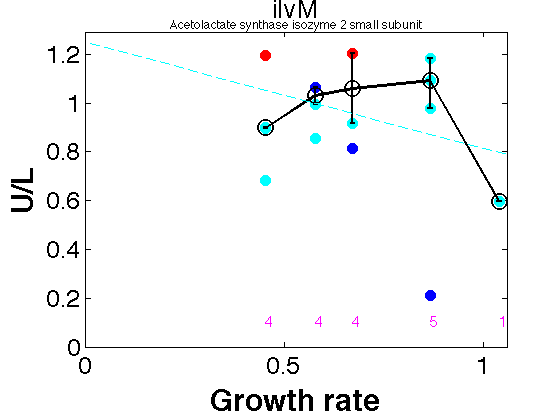 ilvM
Acetolactate synthase isozyme 2 small subunit
1.2
1
0.8
0.6
0.4
0.2
0
U/L
4 4 4 5 1
0 0.5 1
Growth rate